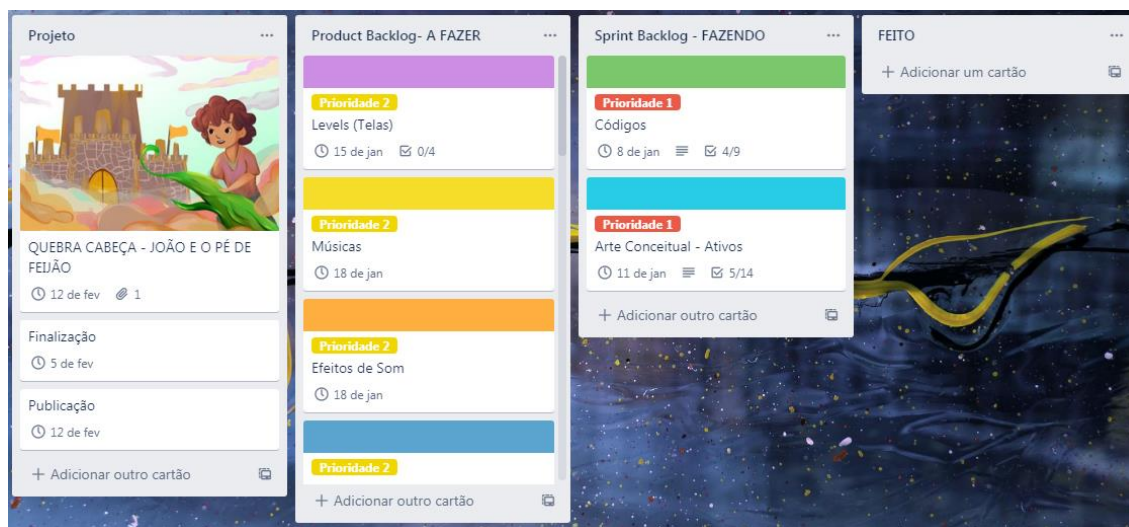 Projeto
QUEBRA CABEÇA - JOÃO E O PÉ DE
FEIJÃO
12 de fev 1
Finalização
5 de fev
Publicação
12 de fev
+ Adicionar outro cartão
Product Backlog- A FAZER
Prioridade 2
Levels (Telas)
15 de jan 0/4
Prioridade 2
Músicas
18 de jan
Prioridade 2
Efeitos de Som
18 de jan
Prioridade 2
+ Adicionar outro cartão
Sprint Backlog - FAZENDO
Prioridade 1
Códigos
8 de jan 4/9
Prioridade 1
Arte Conceitual - Ativos
11 de jan 5/14
+ Adicionar outro cartão
FEITO
+ Adicionar um cartão